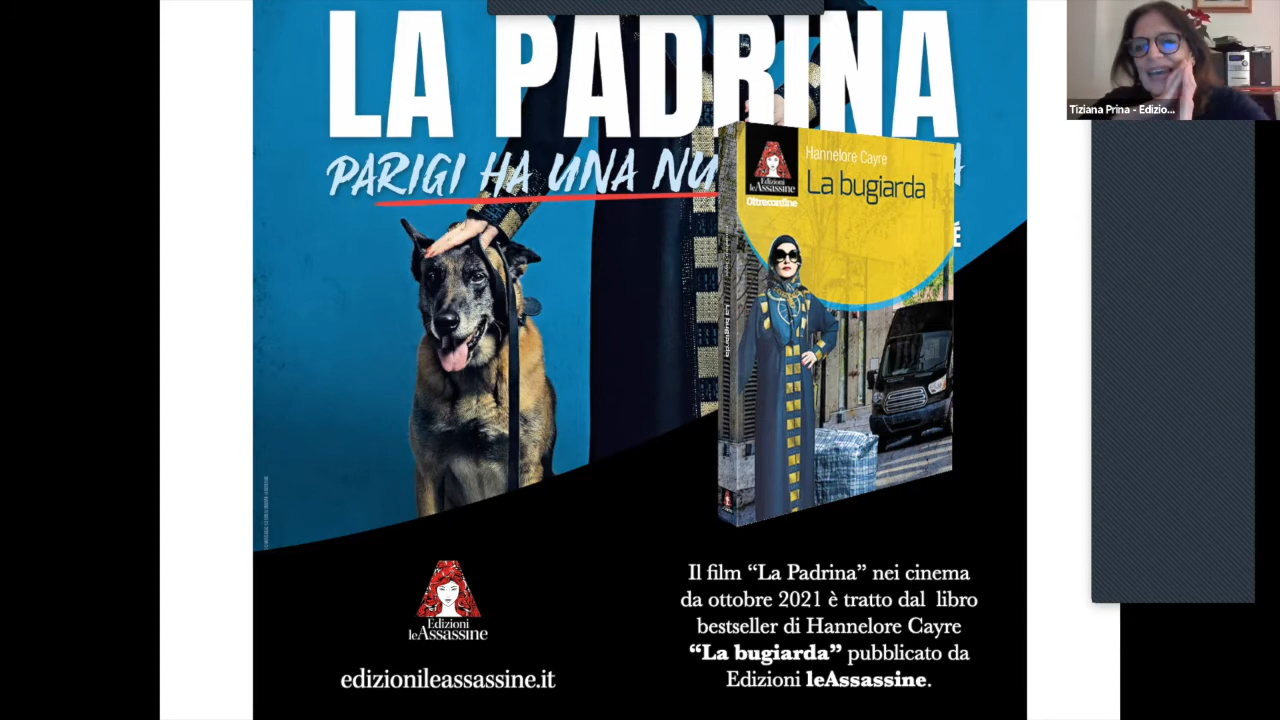 LA PADRINA
PARIGI HA UNA
Tiziana Prina - Edizio...
Edizioni
leAssassine
Oltreconfine
Hannelore Cayre
La bugiarda
La bugiarda
Edizioni
leAssassine
edizionileassassine.it
Il film “La Padrina” nei cinema
da ottobre 2021 è tratto dal libro
bestseller di Hannelore Cayre
“La bugiarda” pubblicato da
Edizioni leAssassine.